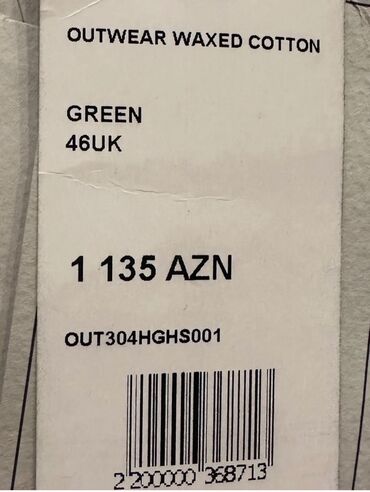 OUTWEAR WAXED COTTON
GREEN
46UK
1 135 AZN
OUT304HGHS001
2 200000 368713